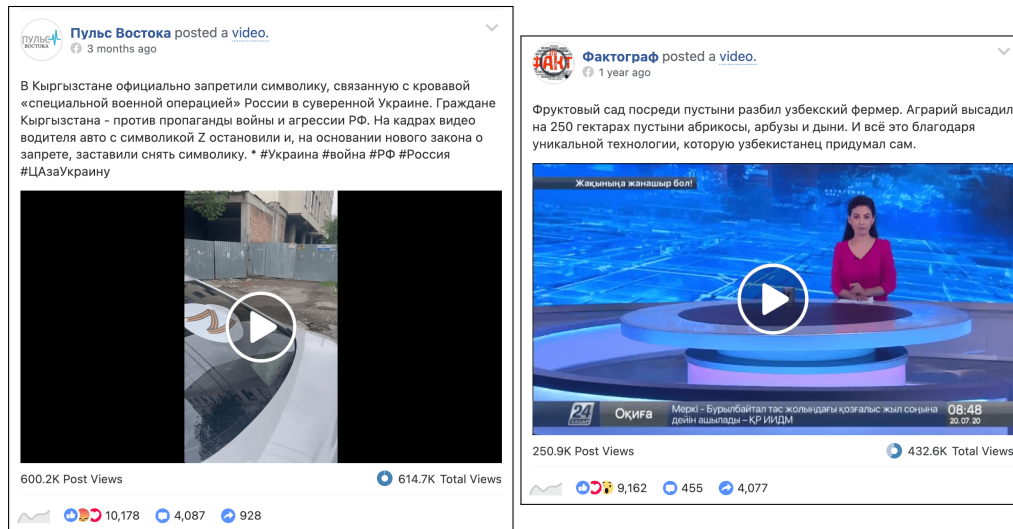 ПУЛЬС
ВОСТОКА
Пульс Востока posted a video.
3 months ago
В Кыргызстане официально запретили символику, связанную с кровавой
«специальной военной операцией» России в суверенной Украине. Граждане
Кыргызстана - против пропаганды войны и агрессии РФ. На кадрах видео
водителя авто с символикой Z остановили и, на основании нового закона о
запрете, заставили снять символику. * #Украина #война #РФ #Россия
#ЦАзаУкраину
600.2K Post Views
614.7K Total Views
10,178 4,087 928
ФАКТ
Фактограф posted a video.
1 year ago
Фруктовый сад посреди пустыни разбил узбекский фермер. Аграрий высадил
на 250 гектарах пустыни абрикосы, арбузы и дыни. И всё это благодаря
уникальной технологии, которую узбекистанец придумал сам.
Жақыныңа жанашыр бол!
24
Оқиға
Меркі - Бурылбайтал тас жолындағы қозғалыс жыл соңына
дейін ашылады – ҚР ИИДМ
08:48
20.07.20
250.9K Post Views
432.6K Total Views
9,162 455 4,077